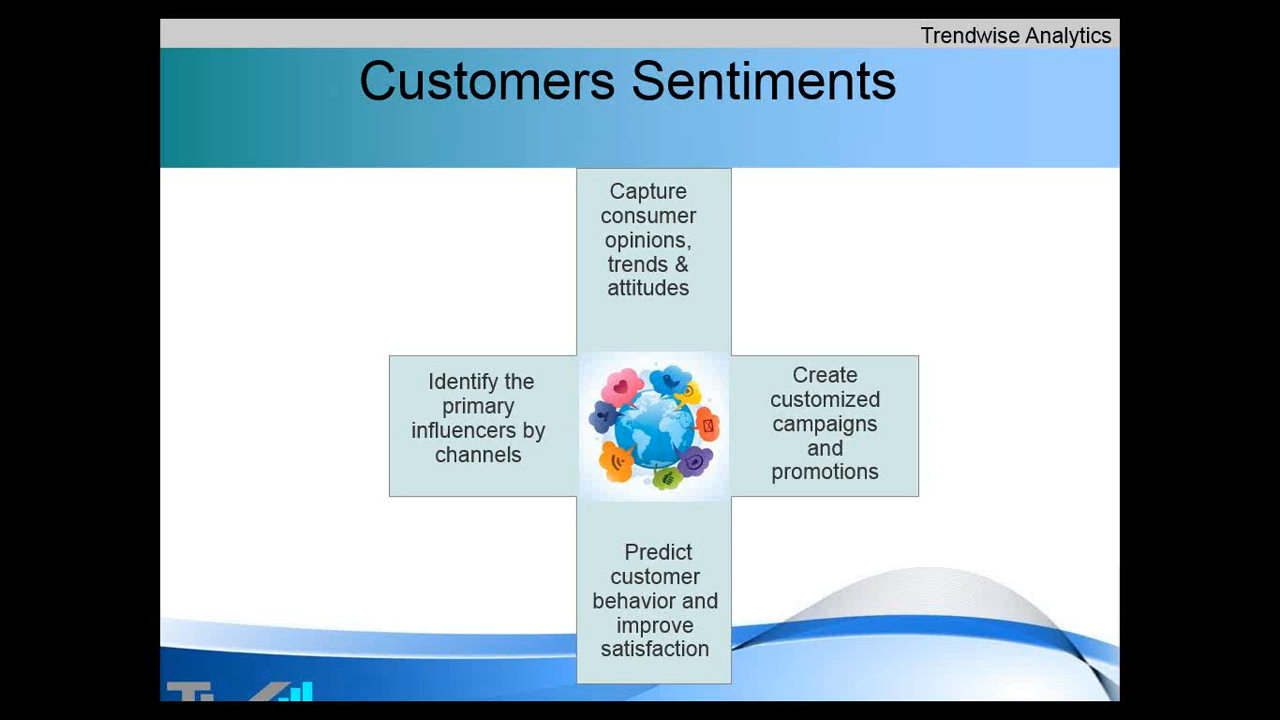 Trendwise Analytics
Customers Sentiments
Capture
consumer
opinions,
trends &
attitudes
Identify the
primary
influencers by
channels
Create
customized
campaigns
and
promotions
Predict
customer
behavior and
improve
satisfaction